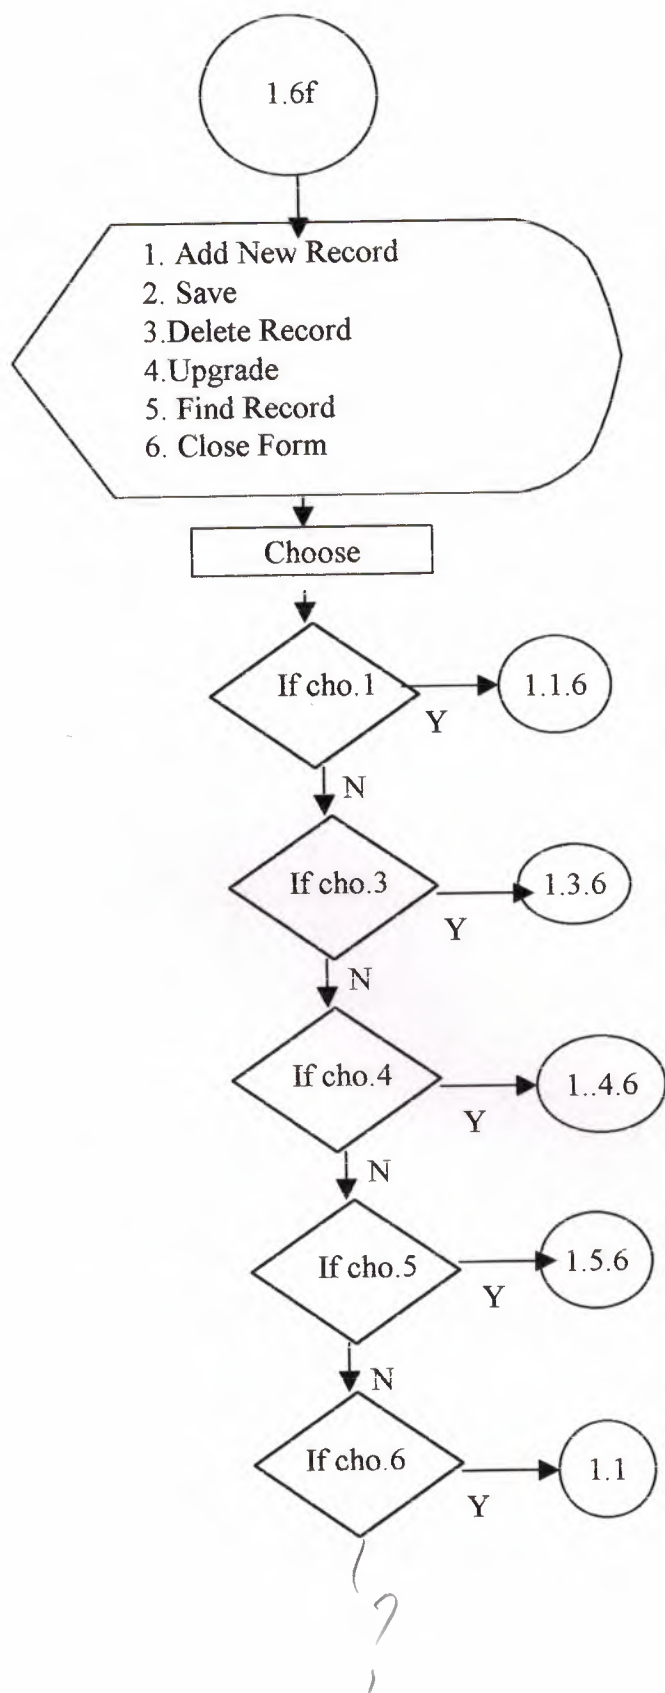 1.6f
1. Add New Record
2. Save
3.Delete Record
4.Upgrade
5. Find Record
6. Close Form
Choose
If cho.1
1.1.6
Y
N
If cho.3
1.3.6
Y
N
If cho.4
1..4.6
Y
N
If cho.5
1.5.6
Y
N
If cho.6
1.1
Y
?